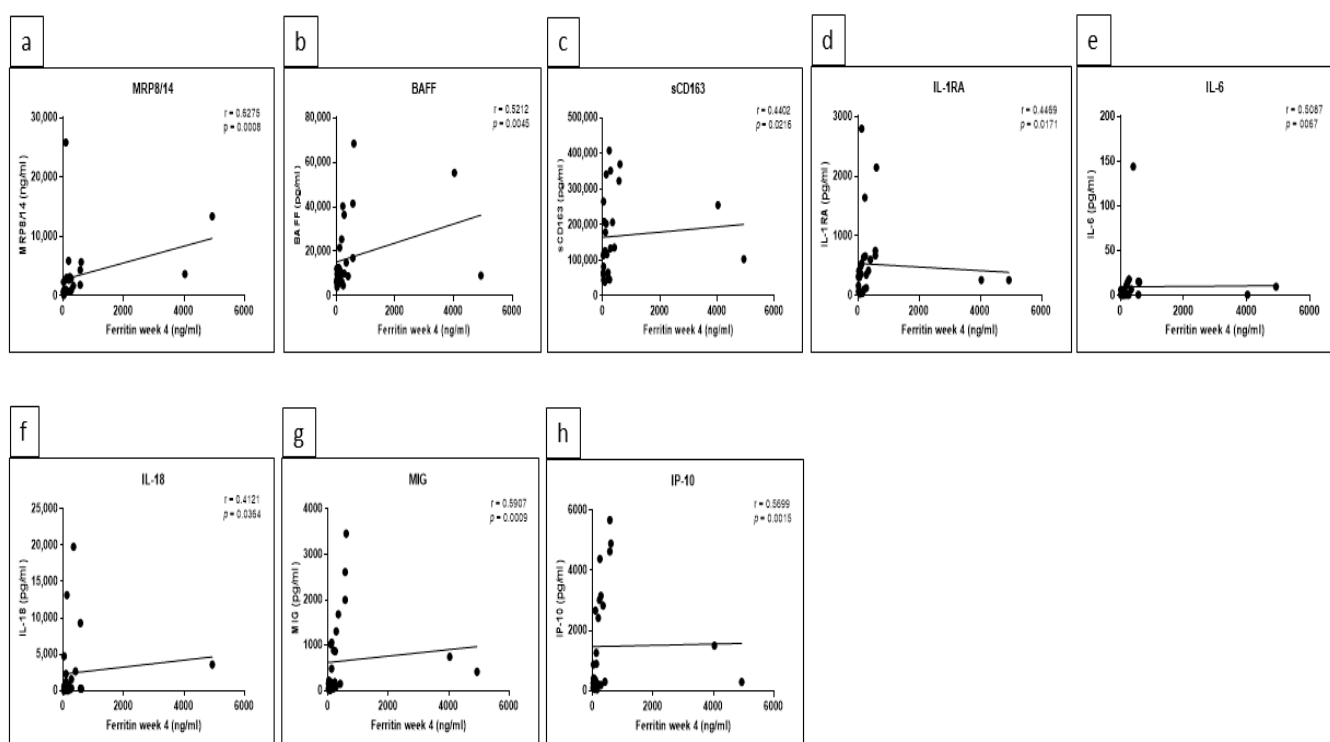 a
MRP8/14
r = 0.6275
p = 0.0008
30,000
20,000
10,000
0
MRP8/14 (ng/ml)
0 2000 4000 6000
Ferritin week 4 (ng/ml)
b
BAFF
r = 0.5212
p = 0.0045
80,000
60,000
40,000
20,000
0
BAFF (pg/ml)
0 2000 4000 6000
Ferritin week 4 (ng/ml)
c
sCD163
r = 0.4402
p = 0.0216
500,000
400,000
300,000
200,000
100,000
0
sCD163 (pg/ml)
0 2000 4000 6000
Ferritin week 4 (ng/ml)
d
IL-1RA
r = 0.4469
p = 0.0171
3000
2000
1000
0
IL-1RA (pg/ml)
0 2000 4000 6000
Ferritin week 4 (ng/ml)
e
IL-6
r = 0.5087
p = 0067
200
150
100
50
0
IL-6 (pg/ml)
0 2000 4000 6000
Ferritin week 4 (ng/ml)
f
IL-18
r = 0.4121
p = 0.0364
25,000
20,000
15,000
10,000
5,000
0
IL-18 (pg/ml)
0 2000 4000 6000
Ferritin week 4 (ng/ml)
g
MIG
r = 0.5907
p = 0.0009
4000
3000
2000
1000
0
MIG (pg/ml)
0 2000 4000 6000
Ferritin week 4 (ng/ml)
h
IP-10
r = 0.5699
p = 0.0015
6000
4000
2000
0
IP-10 (pg/ml)
0 2000 4000 6000
Ferritin week 4 (ng/ml)